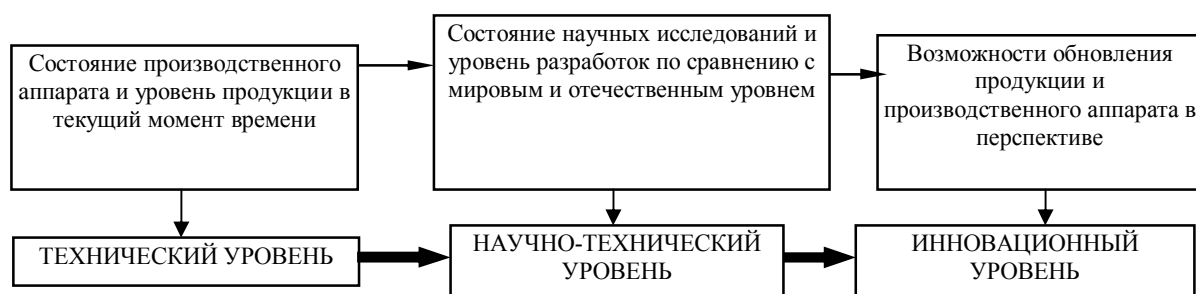 Состояние производственного
аппарата и уровень продукции в
текущий момент времени
Состояние научных исследований и
уровень разработок по сравнению с
мировым и отечественным уровнем
Возможности обновления
продукции и
производственного аппарата в
перспективе
ТЕХНИЧЕСКИЙ УРОВЕНЬ
НАУЧНО-ТЕХНИЧЕСКИЙ
УРОВЕНЬ
ИННОВАЦИОННЫЙ
УРОВЕНЬ